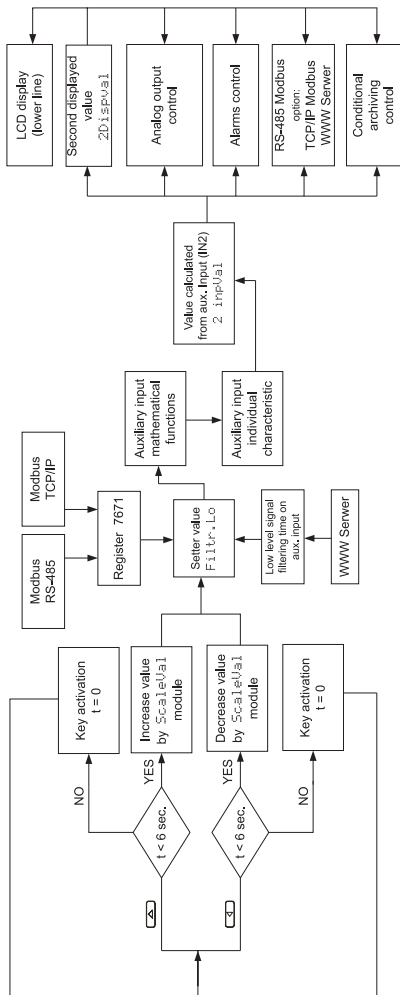 Key activation
t = 0
NO
t < 6 sec.
YES
Increase value
by ScaleVal
module
Decrease value
by ScaleVal
module
YES
t < 6 sec.
NO
Key activation
t = 0
Modbus
RS-485
Modbus
TCP/IP
Register 7671
Setter value
Filtr.Lo
Low level signal
filtering time on
aux. input
WWW Serwer
Auxiliary input
mathematical
functions
Auxiliary input
individual
characteristic
Value calculated
from aux. Input (IN2)
2 inpVal
LCD display
(lower line)
Second displayed
value
2DispVal
Analog output
control
Alarms control
RS-485 Modbus
option:
TCP/IP Modbus
WWW Serwer
Conditional
archiving
control